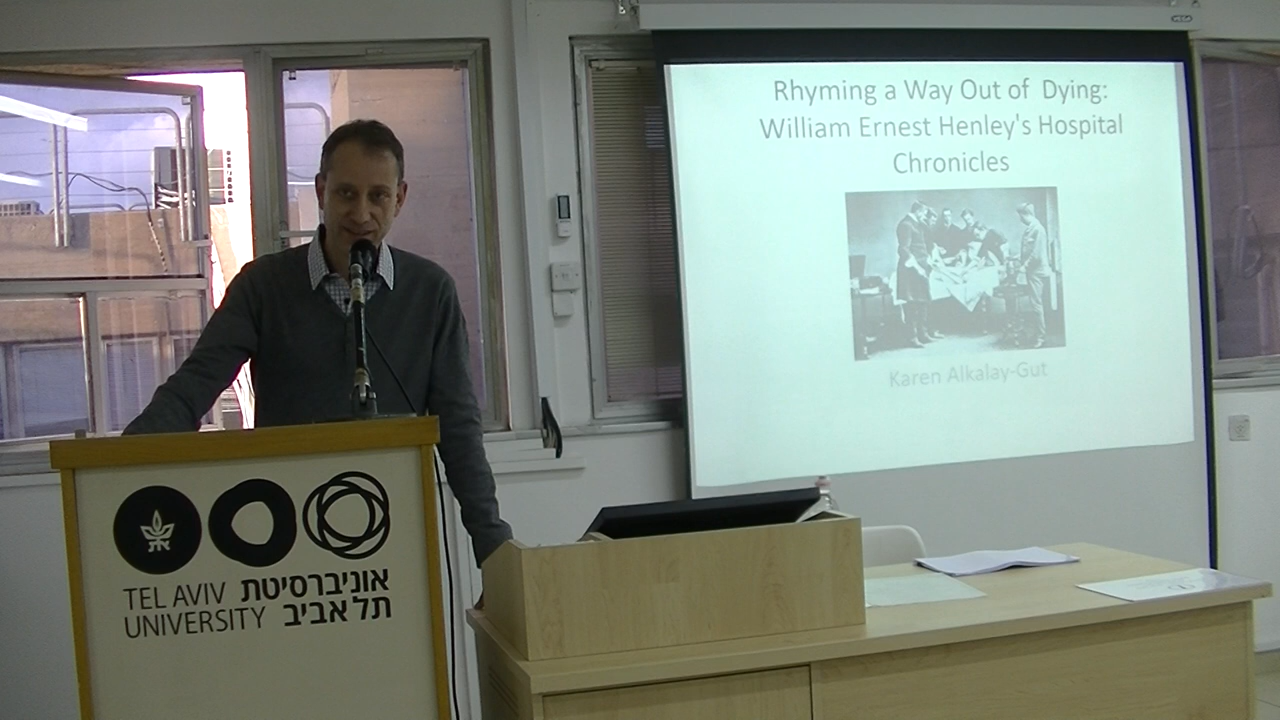 VEGA
Rhyming a Way Out of Dying:
William Ernest Henley's Hospital
Chronicles
Karen Alkalay-Gut
TEL AVIV אוניברסיטת
UNIVERSITY תל אביב